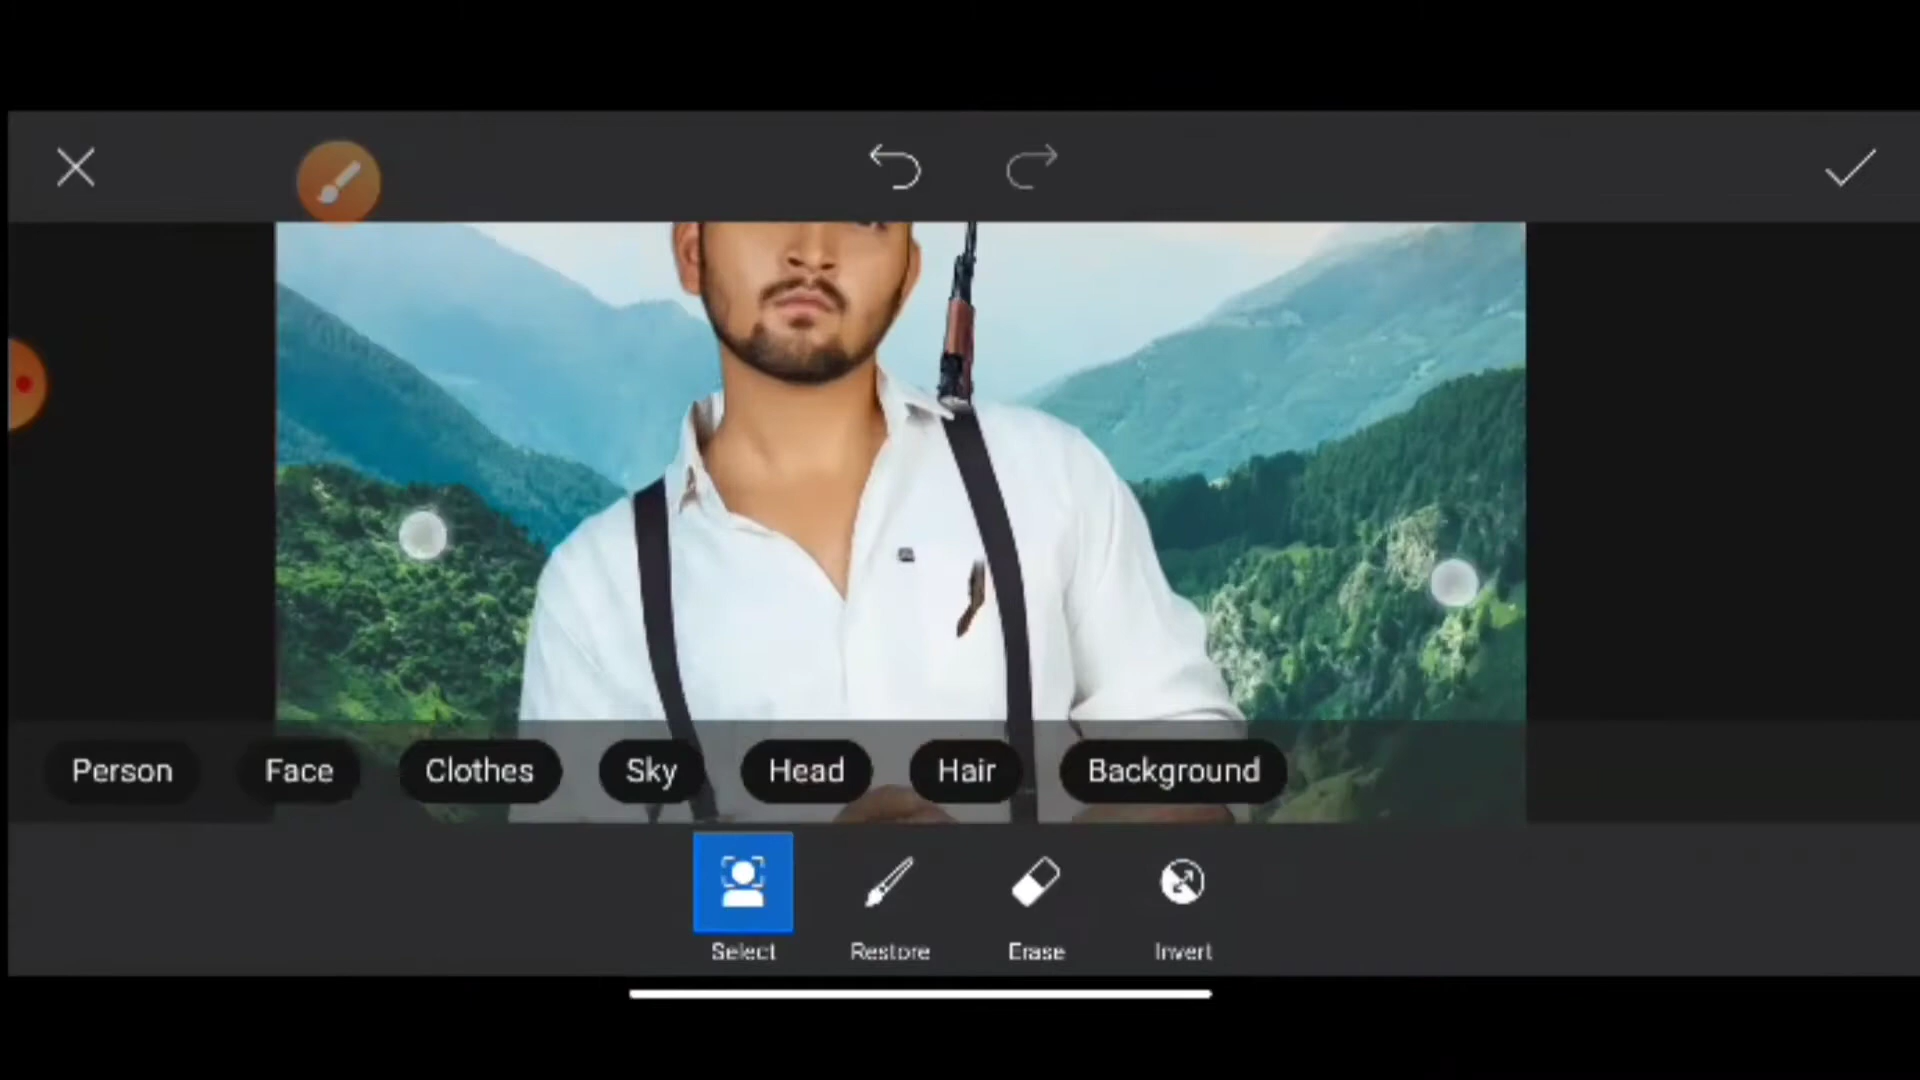 Person Face Clothes Sky Head Hair Background
Select Restore Erase Invert